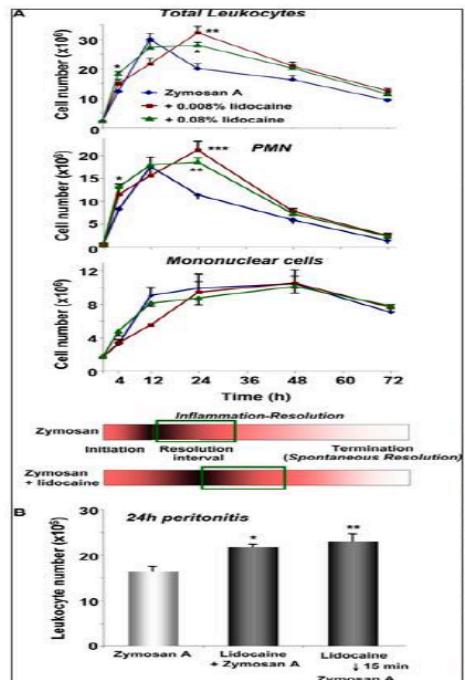 A
Total Leukocytes
Cell number (x10⁶)
30
20
10
0
*
**
*
Zymosan A
+ 0.008% lidocaine
+ 0.08% lidocaine
PMN
Cell number (x10⁶)
20
15
10
5
0
*
***
**
Mononuclear cells
Cell number (x10⁶)
12
8
4
0
4 12 24 36 48 60 72
Time (h)
Inflammation-Resolution
Zymosan
Initiation Resolution interval Termination (Spontaneous Resolution)
Zymosan + lidocaine
B
24h peritonitis
Leukocyte number (x10⁶)
30
20
10
0
*
**
Zymosan A
Lidocaine + Zymosan A
Lidocaine
↓ 15 min
Zymosan A